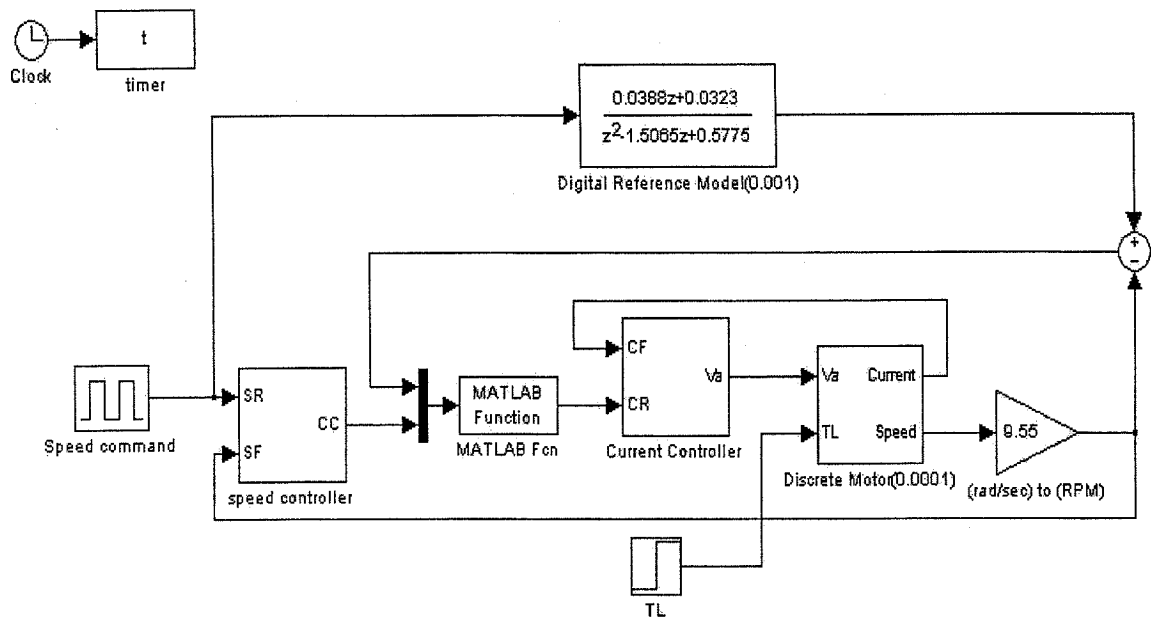 t
Clock
timer
0.0388z+0.0323
z2-1.5065z+0.5775
Digital Reference Model(0.001)
+
−
CF
Va
CR
Current Controller
Va
Current
TL
Speed
Discrete Motor(0.0001)
9.55
(rad/sec) to (RPM)
SR
CC
SF
speed controller
Speed command
MATLAB
Function
MATLAB Fcn
TL